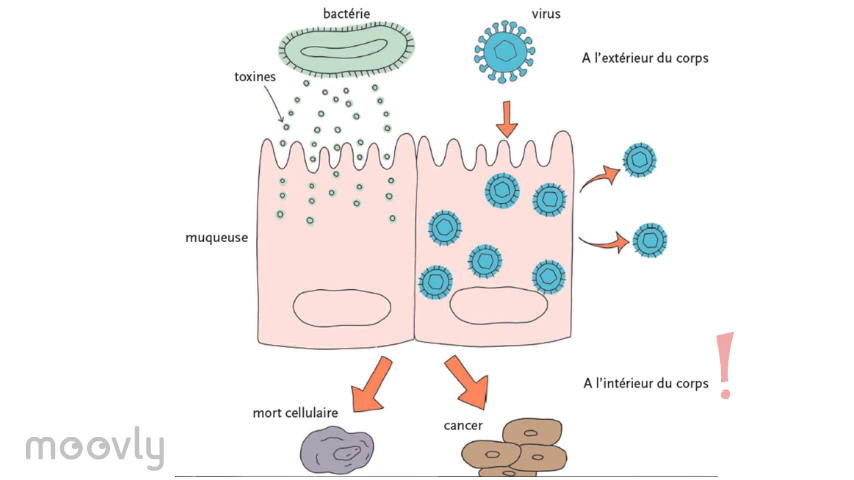 bactérie
virus
A l'extérieur du corps
toxines
muqueuse
!
A l'intérieur du corps
mort cellulaire
cancer
moovly